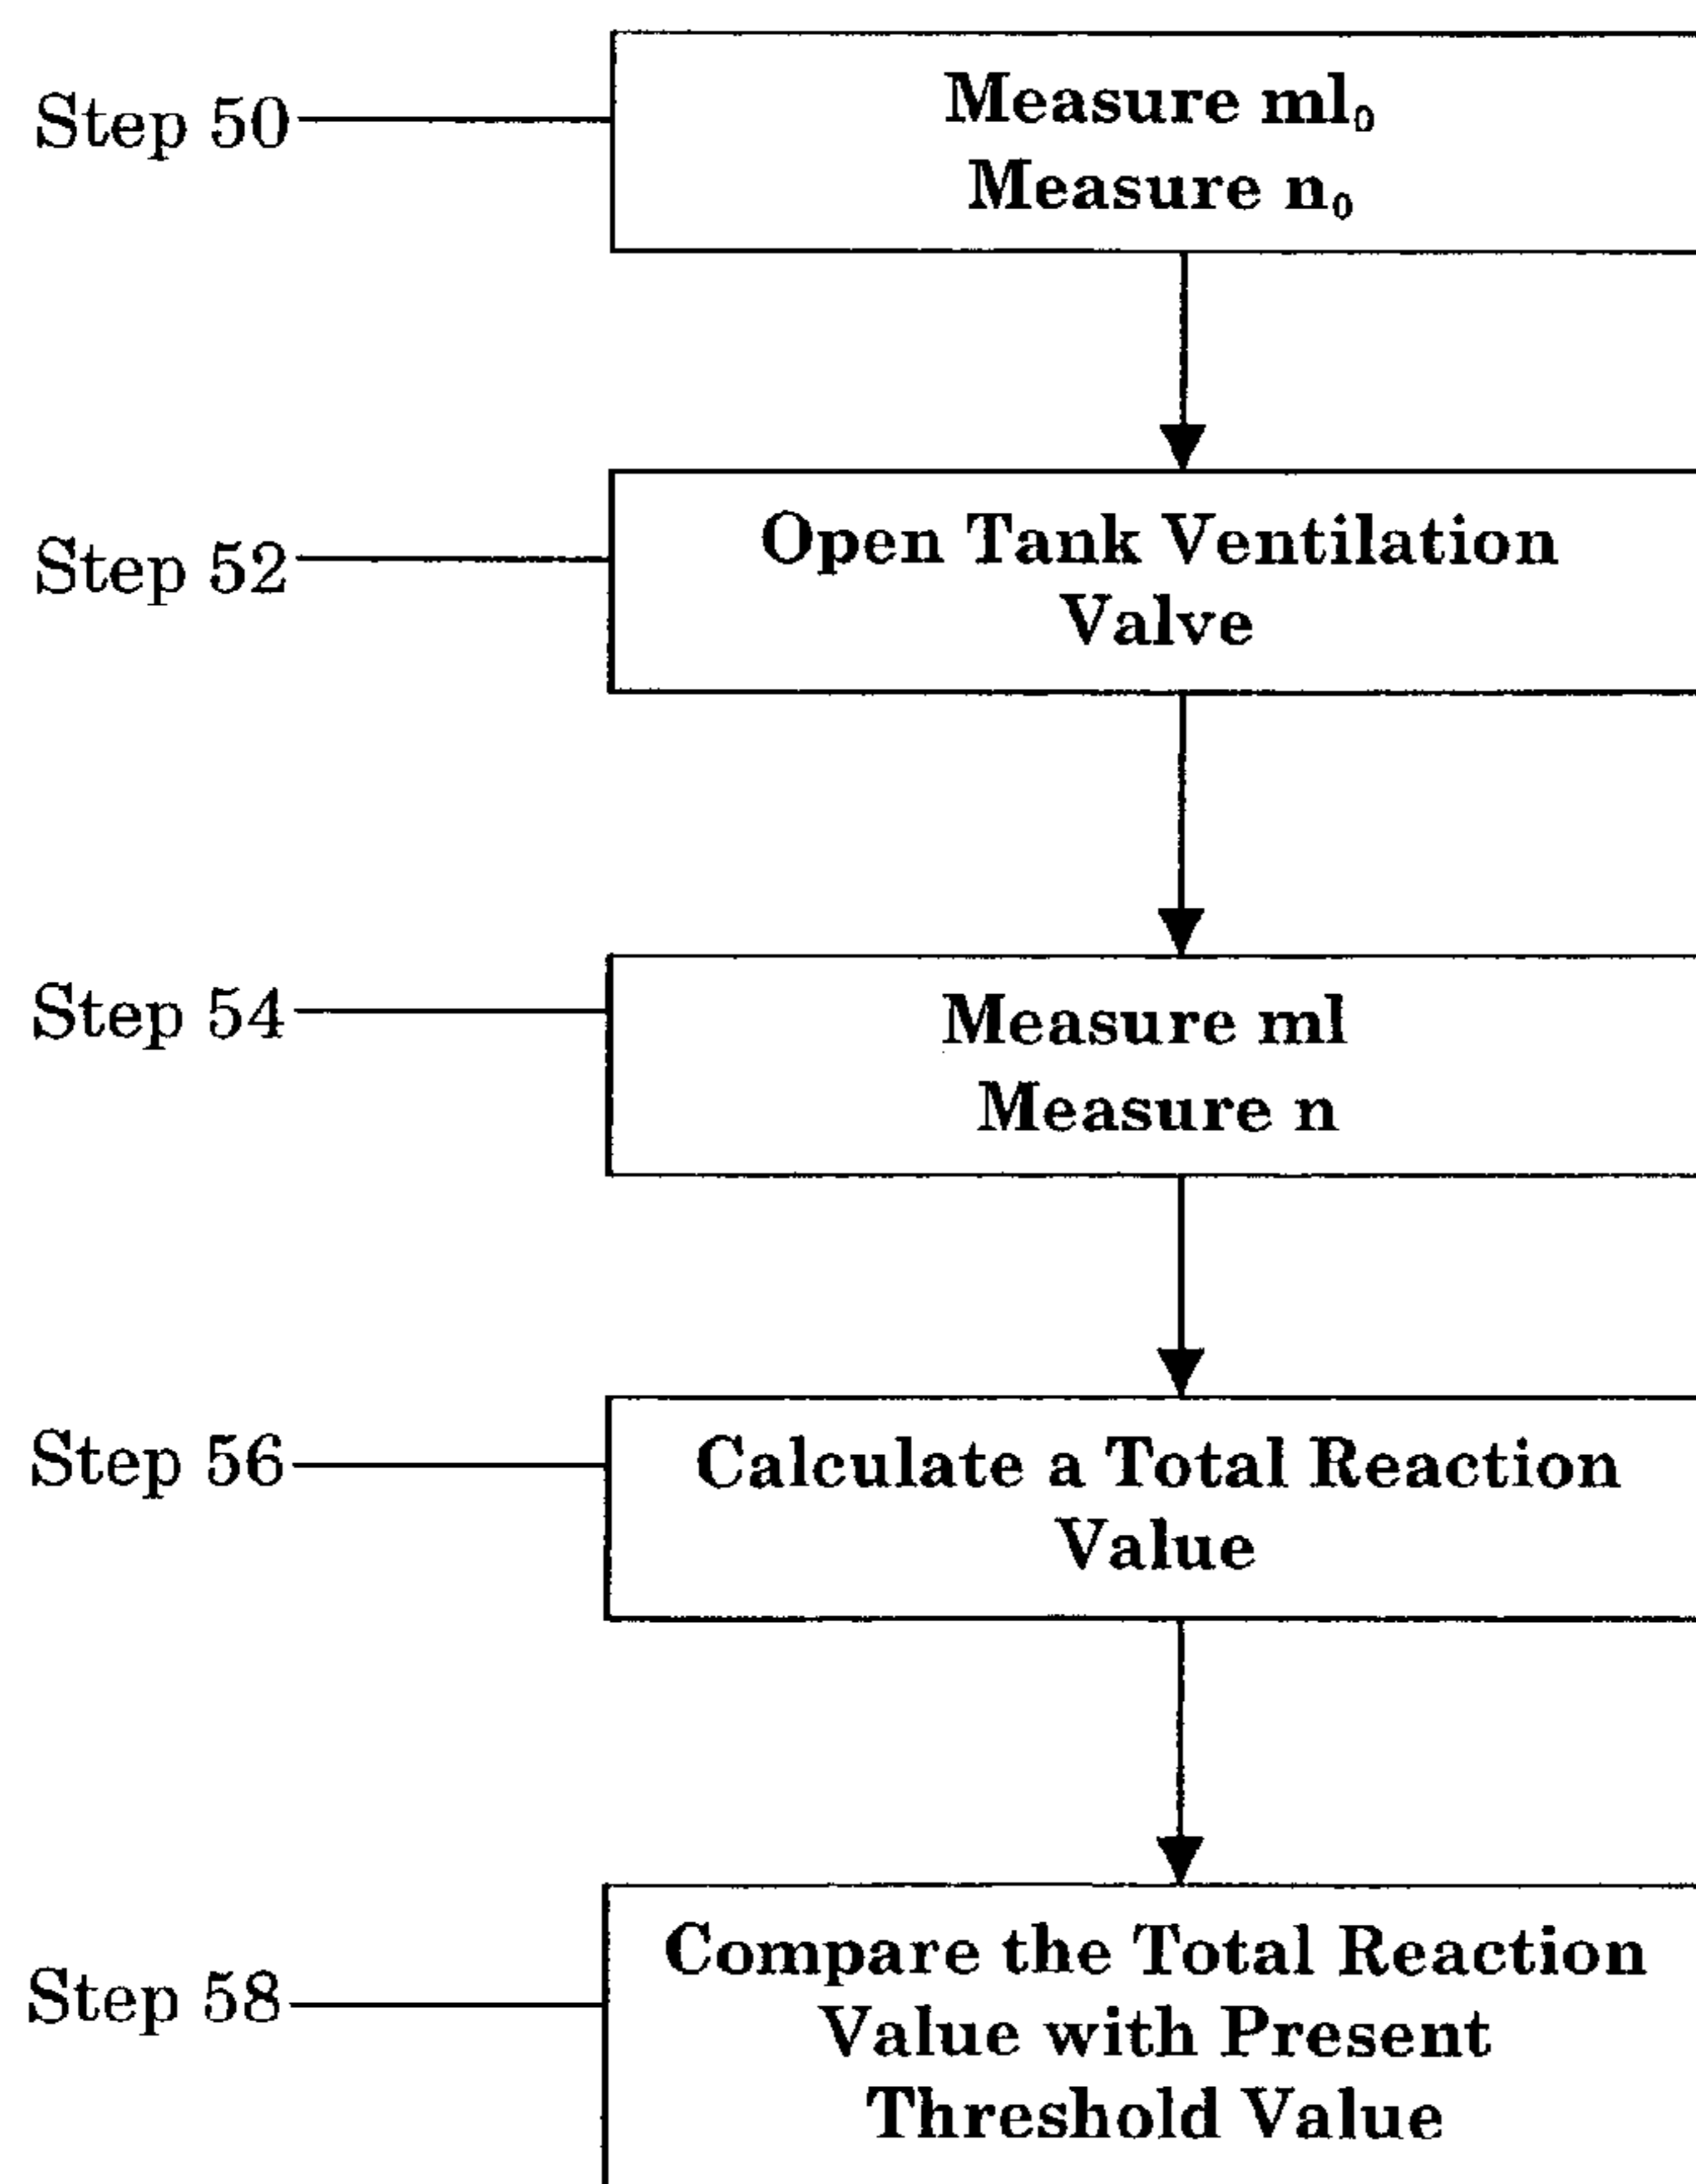 Step 50
Measure ml₀
Measure n₀
Step 52
Open Tank Ventilation
Valve
Step 54
Measure ml
Measure n
Step 56
Calculate a Total Reaction
Value
Step 58
Compare the Total Reaction
Value with Present
Threshold Value